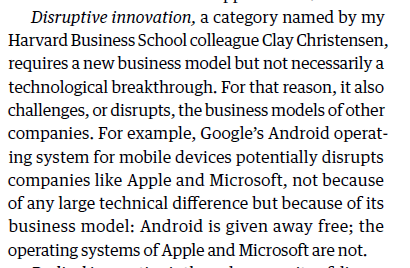 Disruptive innovation, a category named by my
Harvard Business School colleague Clay Christensen,
requires a new business model but not necessarily a
technological breakthrough. For that reason, it also
challenges, or disrupts, the business models of other
companies. For example, Google’s Android operat-
ing system for mobile devices potentially disrupts
companies like Apple and Microsoft, not because
of any large technical difference but because of its
business model: Android is given away free; the
operating systems of Apple and Microsoft are not.